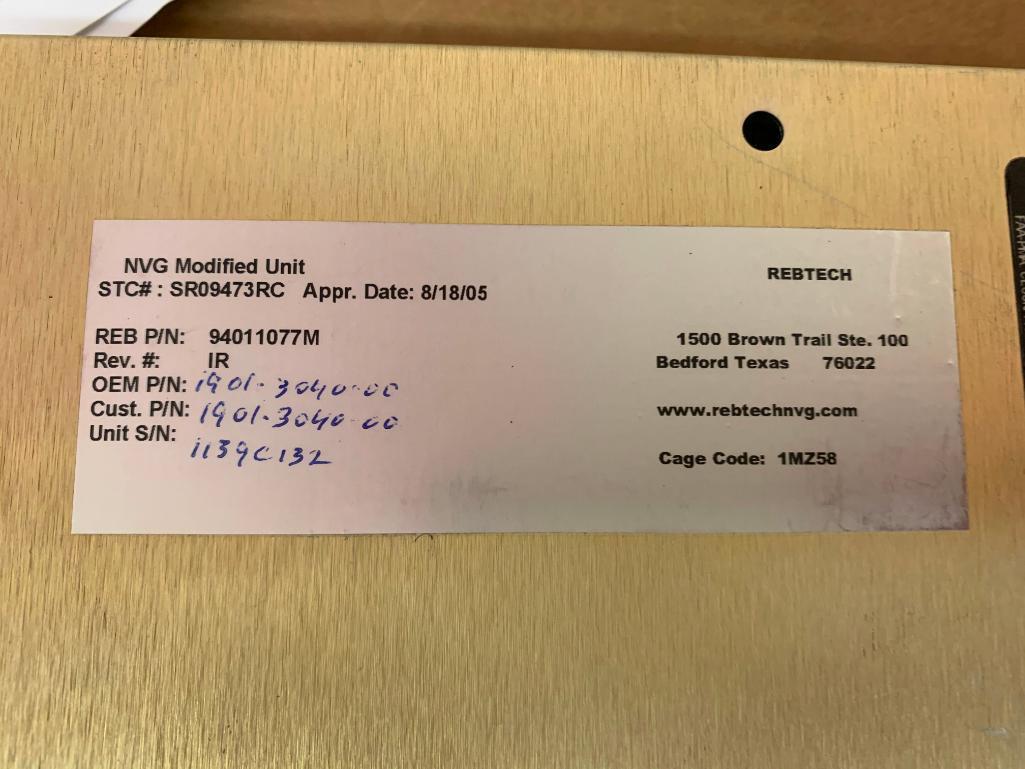 NVG Modified Unit
STC# : SR09473RC Appr. Date: 8/18/05
REB P/N: 94011077M
Rev. #: IR
OEM P/N: 1901-3040-00
Cust. P/N: 1901-3040-00
Unit S/N: 1139C132
REBTECH
1500 Brown Trail Ste. 100
Bedford Texas 76022
www.rebtechnvg.com
Cage Code: 1MZ58